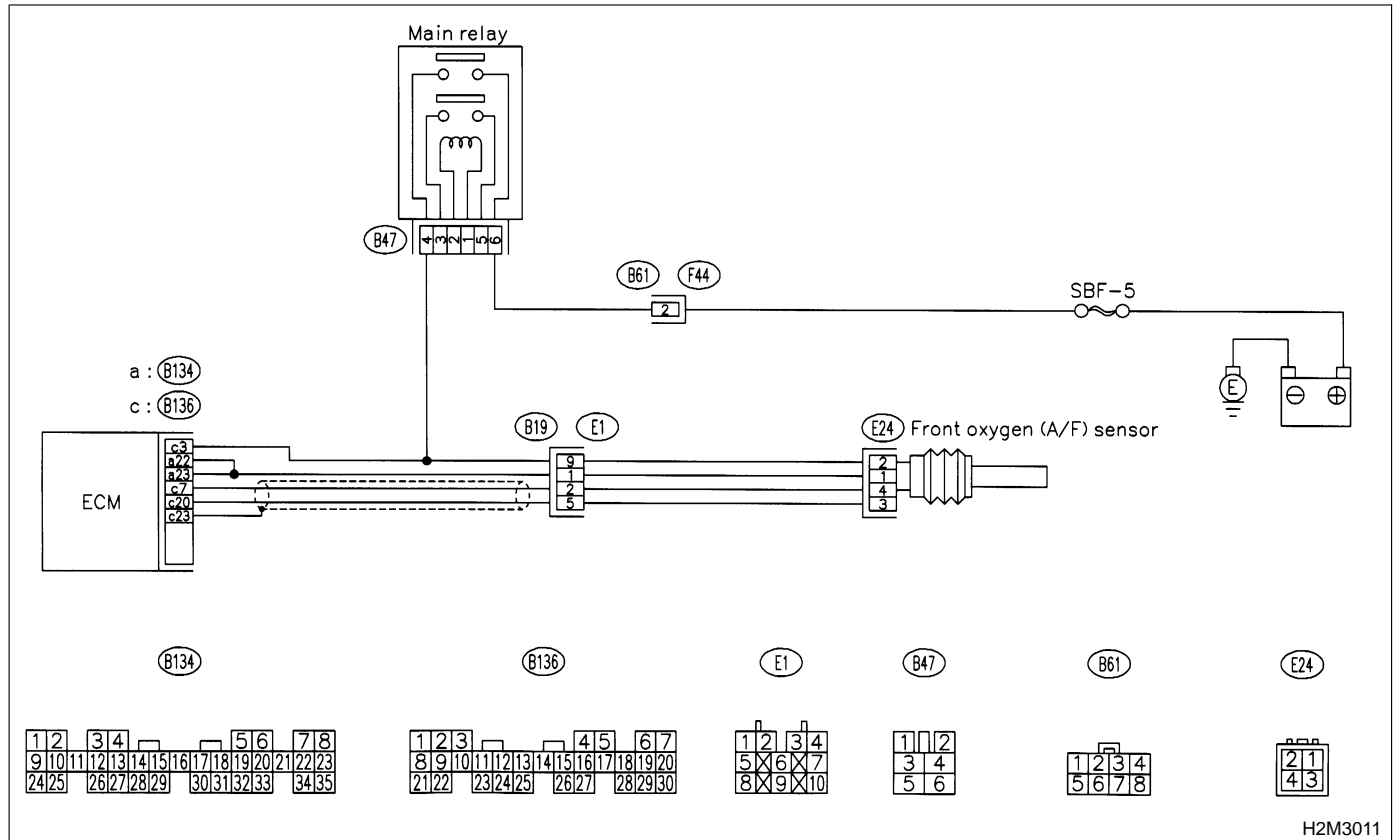 Main relay
B47
4 3 2 1 5 6
B61 F44
2
SBF-5
E
a : B134
c : B136
B19 E1
E24 Front oxygen (A/F) sensor
ECM
c3
a22
a23
c7
c20
c23
9
1
2
5
2
1
4
3
B134
B136
E1
B47
B61
E24
1 2 3 4 5 6 7 8
9 10 11 12 13 14 15 16 17 18 19 20 21 22 23
24 25 26 27 28 29 30 31 32 33 34 35
1 2 3 4 5 6 7
8 9 10 11 12 13 14 15 16 17 18 19 20
21 22 23 24 25 26 27 28 29 30
1 2 3 4
5 6 7
8 9 10
1 2
3 4
5 6
1 2 3 4
5 6 7 8
2 1
4 3
H2M3011